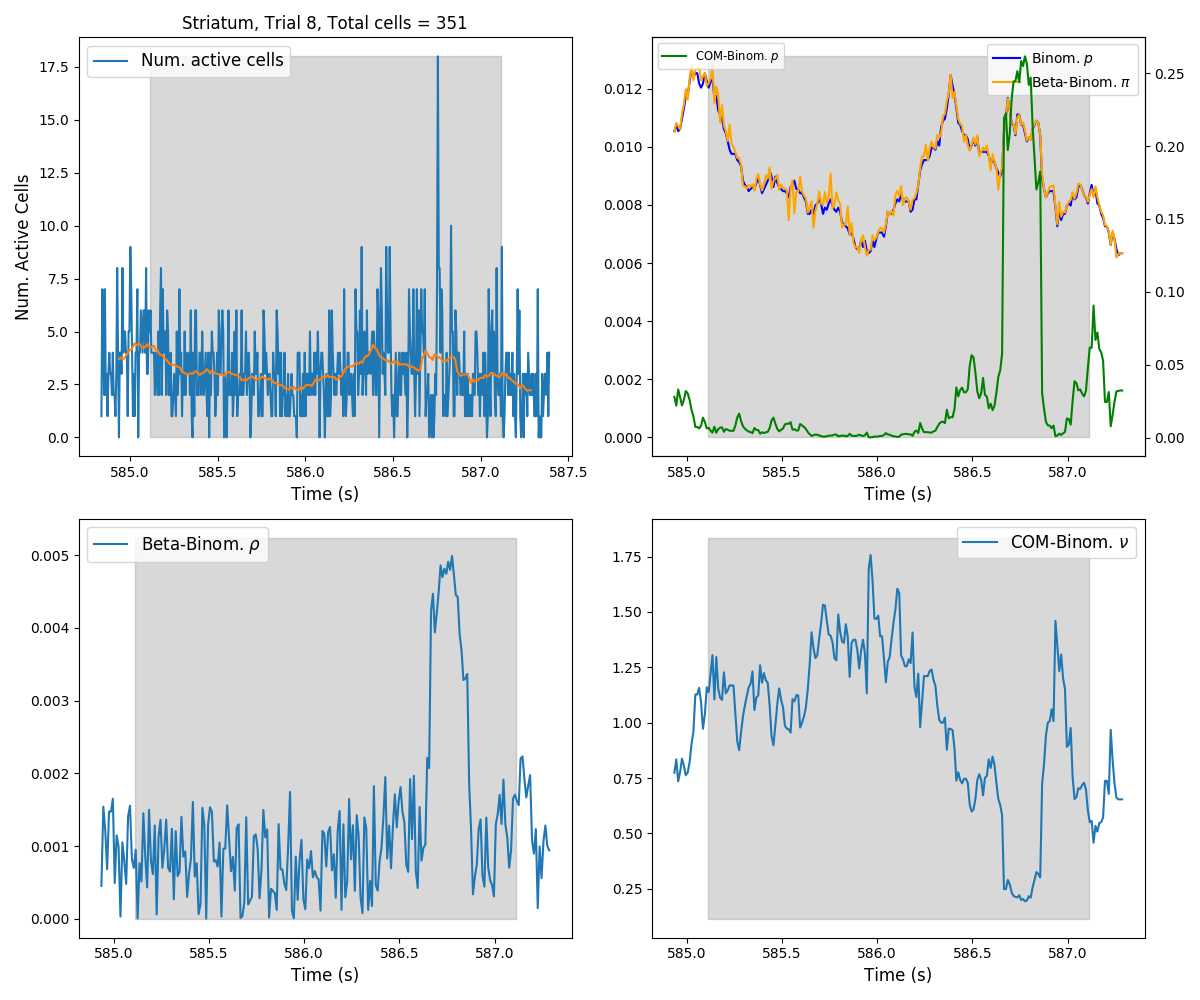 Striatum, Trial 8, Total cells = 351
Num. active cells
17.5
15.0
12.5
10.0
7.5
5.0
2.5
0.0
Num. Active Cells
585.0 585.5 586.0 586.5 587.0 587.5
Time (s)
COM-Binom. p
Binom. p
Beta-Binom. π
0.012
0.010
0.008
0.006
0.004
0.002
0.000
0.25
0.20
0.15
0.10
0.05
0.00
585.0 585.5 586.0 586.5 587.0
Time (s)
Beta-Binom. ρ
0.005
0.004
0.003
0.002
0.001
0.000
585.0 585.5 586.0 586.5 587.0
Time (s)
COM-Binom. ν
1.75
1.50
1.25
1.00
0.75
0.50
0.25
585.0 585.5 586.0 586.5 587.0
Time (s)